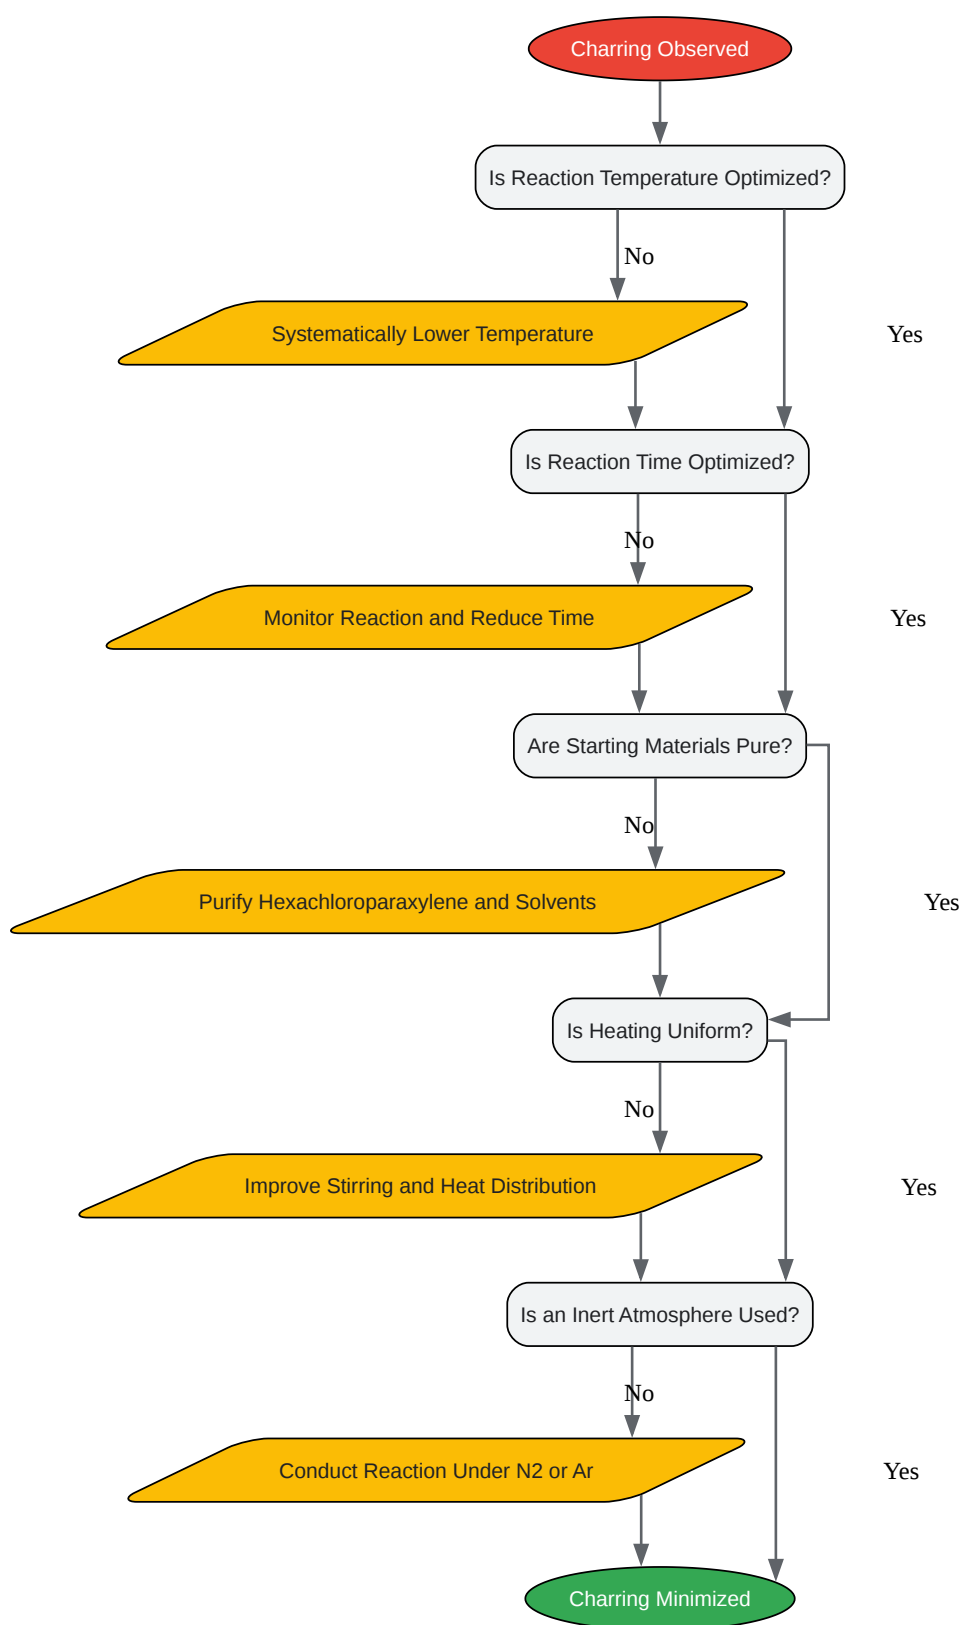 Charring Observed
Is Reaction Temperature Optimized?
No
Systematically Lower Temperature
Yes
Is Reaction Time Optimized?
No
Monitor Reaction and Reduce Time
Yes
Are Starting Materials Pure?
No
Purify Hexachloroparaxylene and Solvents
Yes
Is Heating Uniform?
No
Improve Stirring and Heat Distribution
Yes
Is an Inert Atmosphere Used?
No
Conduct Reaction Under N2 or Ar
Yes
Charring Minimized